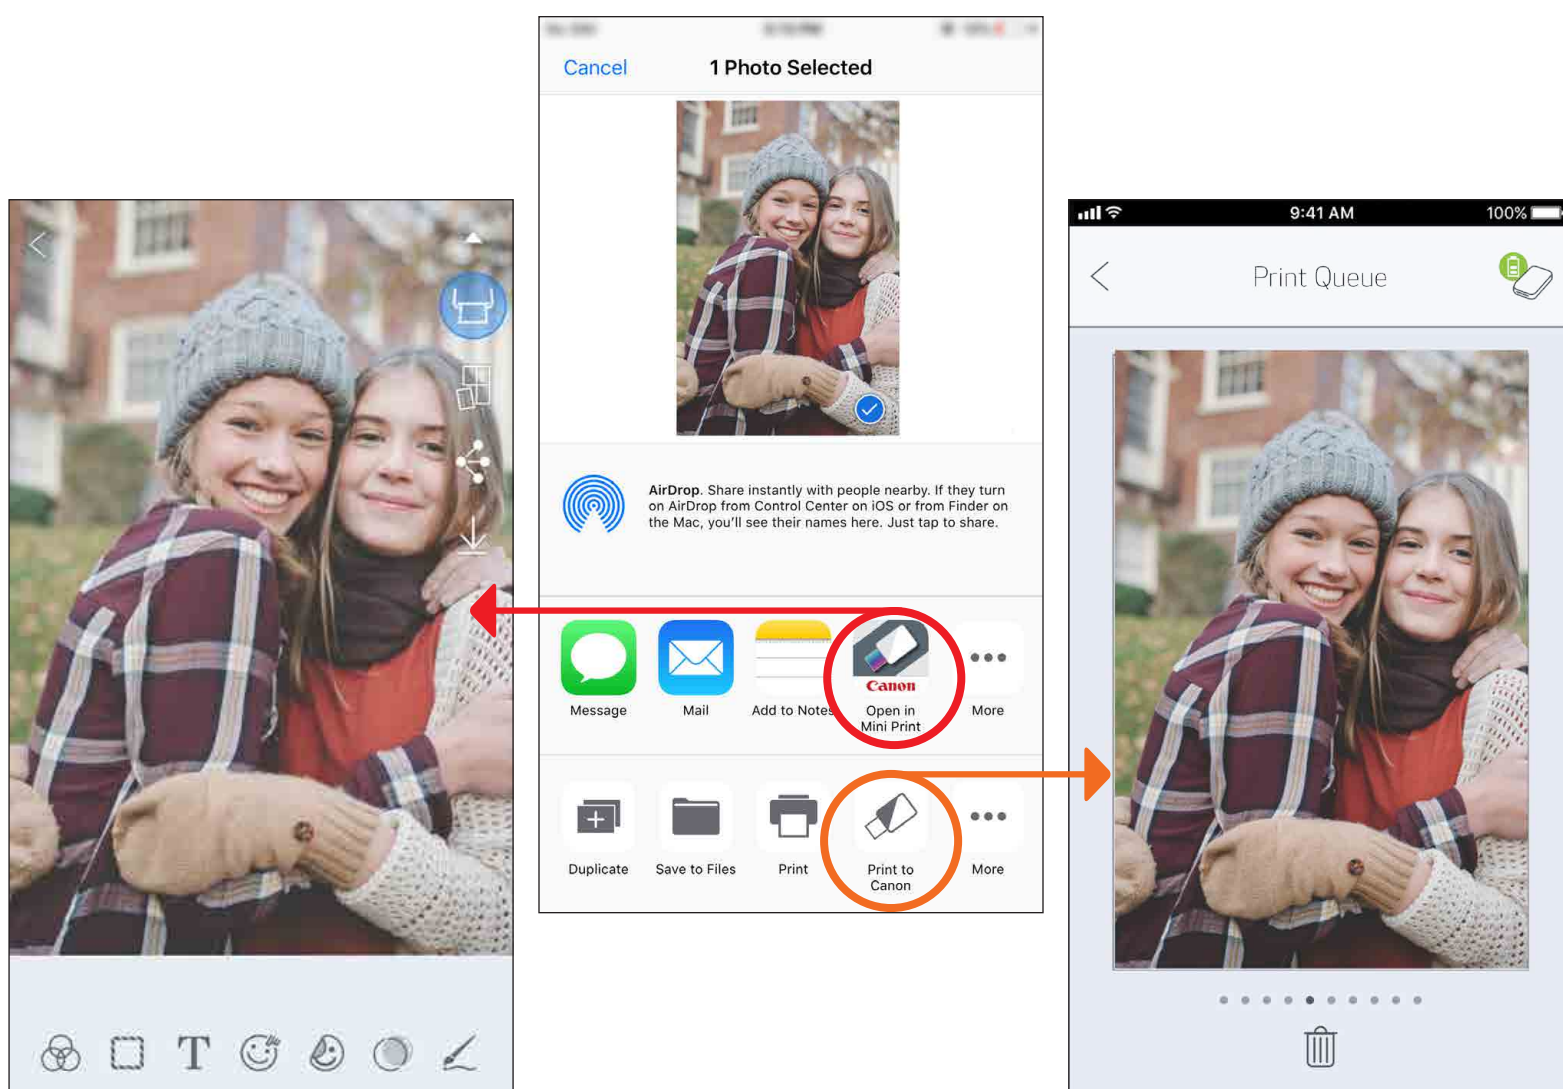 Cancel
1 Photo Selected
AirDrop. Share instantly with people nearby. If they turn
on AirDrop from Control Center on iOS or from Finder on
the Mac, you'll see their names here. Just tap to share.
Message
Mail
Add to Notes
Canon
Open in
Mini Print
More
Duplicate
Save to Files
Print
Print to
Canon
More
T
9:41 AM
100%
Print Queue